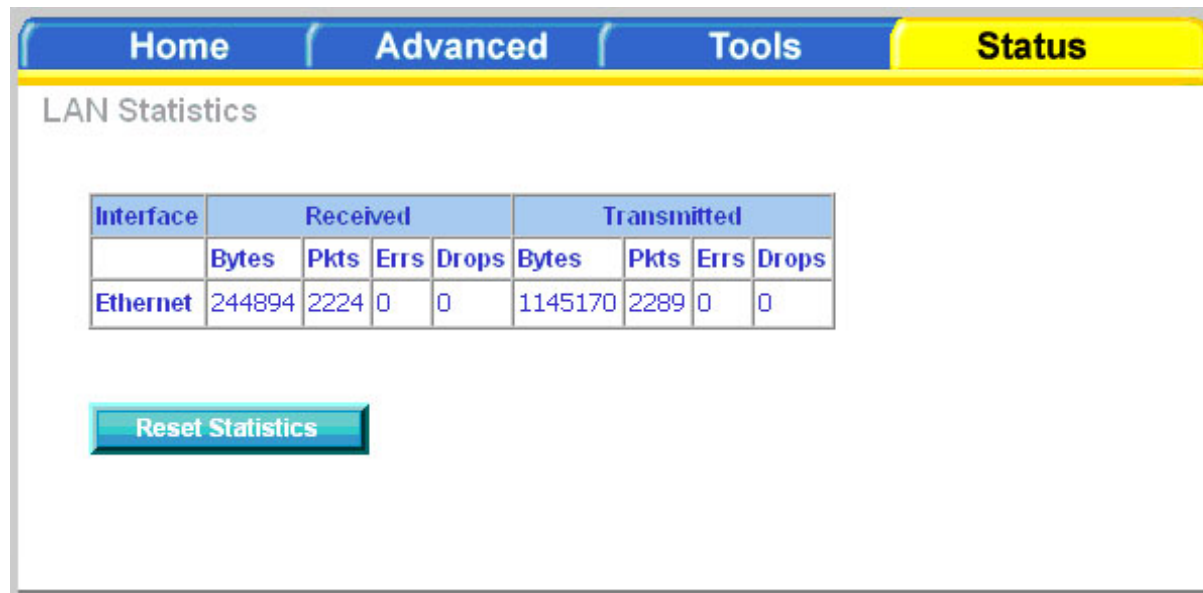 Home Advanced Tools Status
LAN Statistics
Interface Received Transmitted
Bytes Pkts Errs Drops Bytes Pkts Errs Drops
Ethernet 244894 2224 0 0 1145170 2289 0 0
Reset Statistics